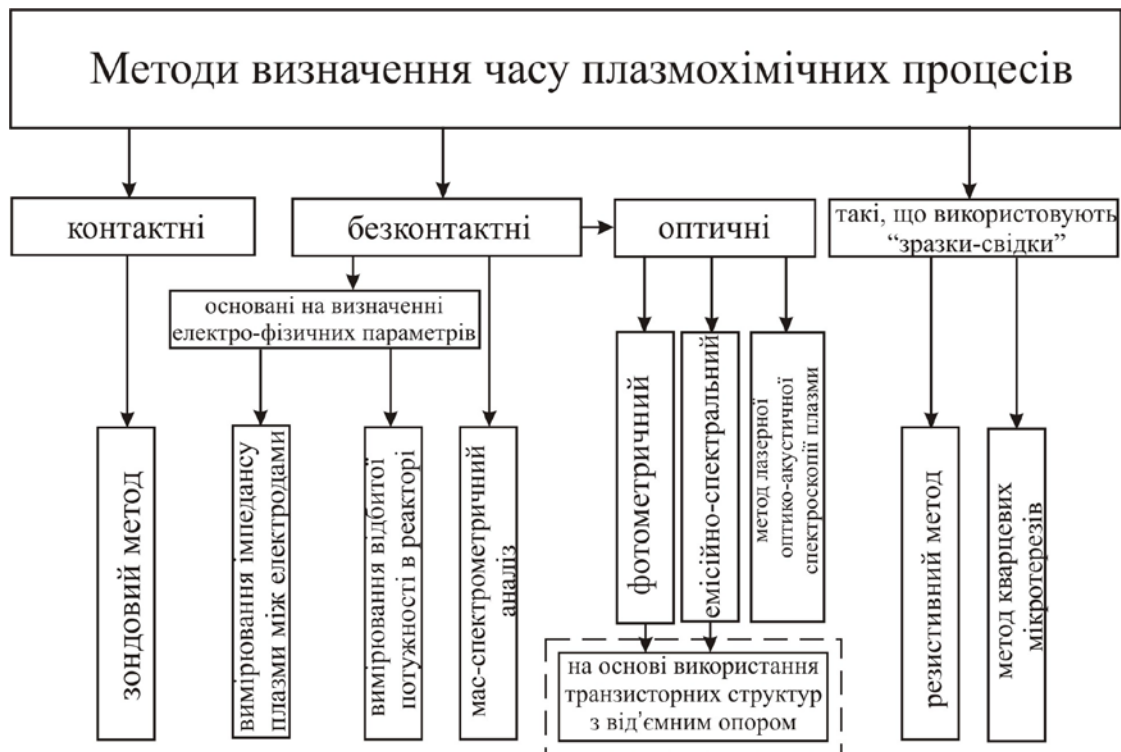 Методи визначення часу плазмохімічних процесів
контактні
безконтактні
оптичні
такі, що використовують
“зразки-свідки”
основані на визначенні
електро-фізичних параметрів
зондовий метод
вимірювання імпедансу
плазми між електродами
вимірювання відбитої
потужності в реакторі
мас-спектрометричний
аналіз
фотометричний
емісійно-спектральний
метод лазерної
оптико-акустичної
спектроскопії плазми
резистивний метод
метод кварцевих
мікротерезів
на основі використання
транзисторних структур
з від’ємним опором